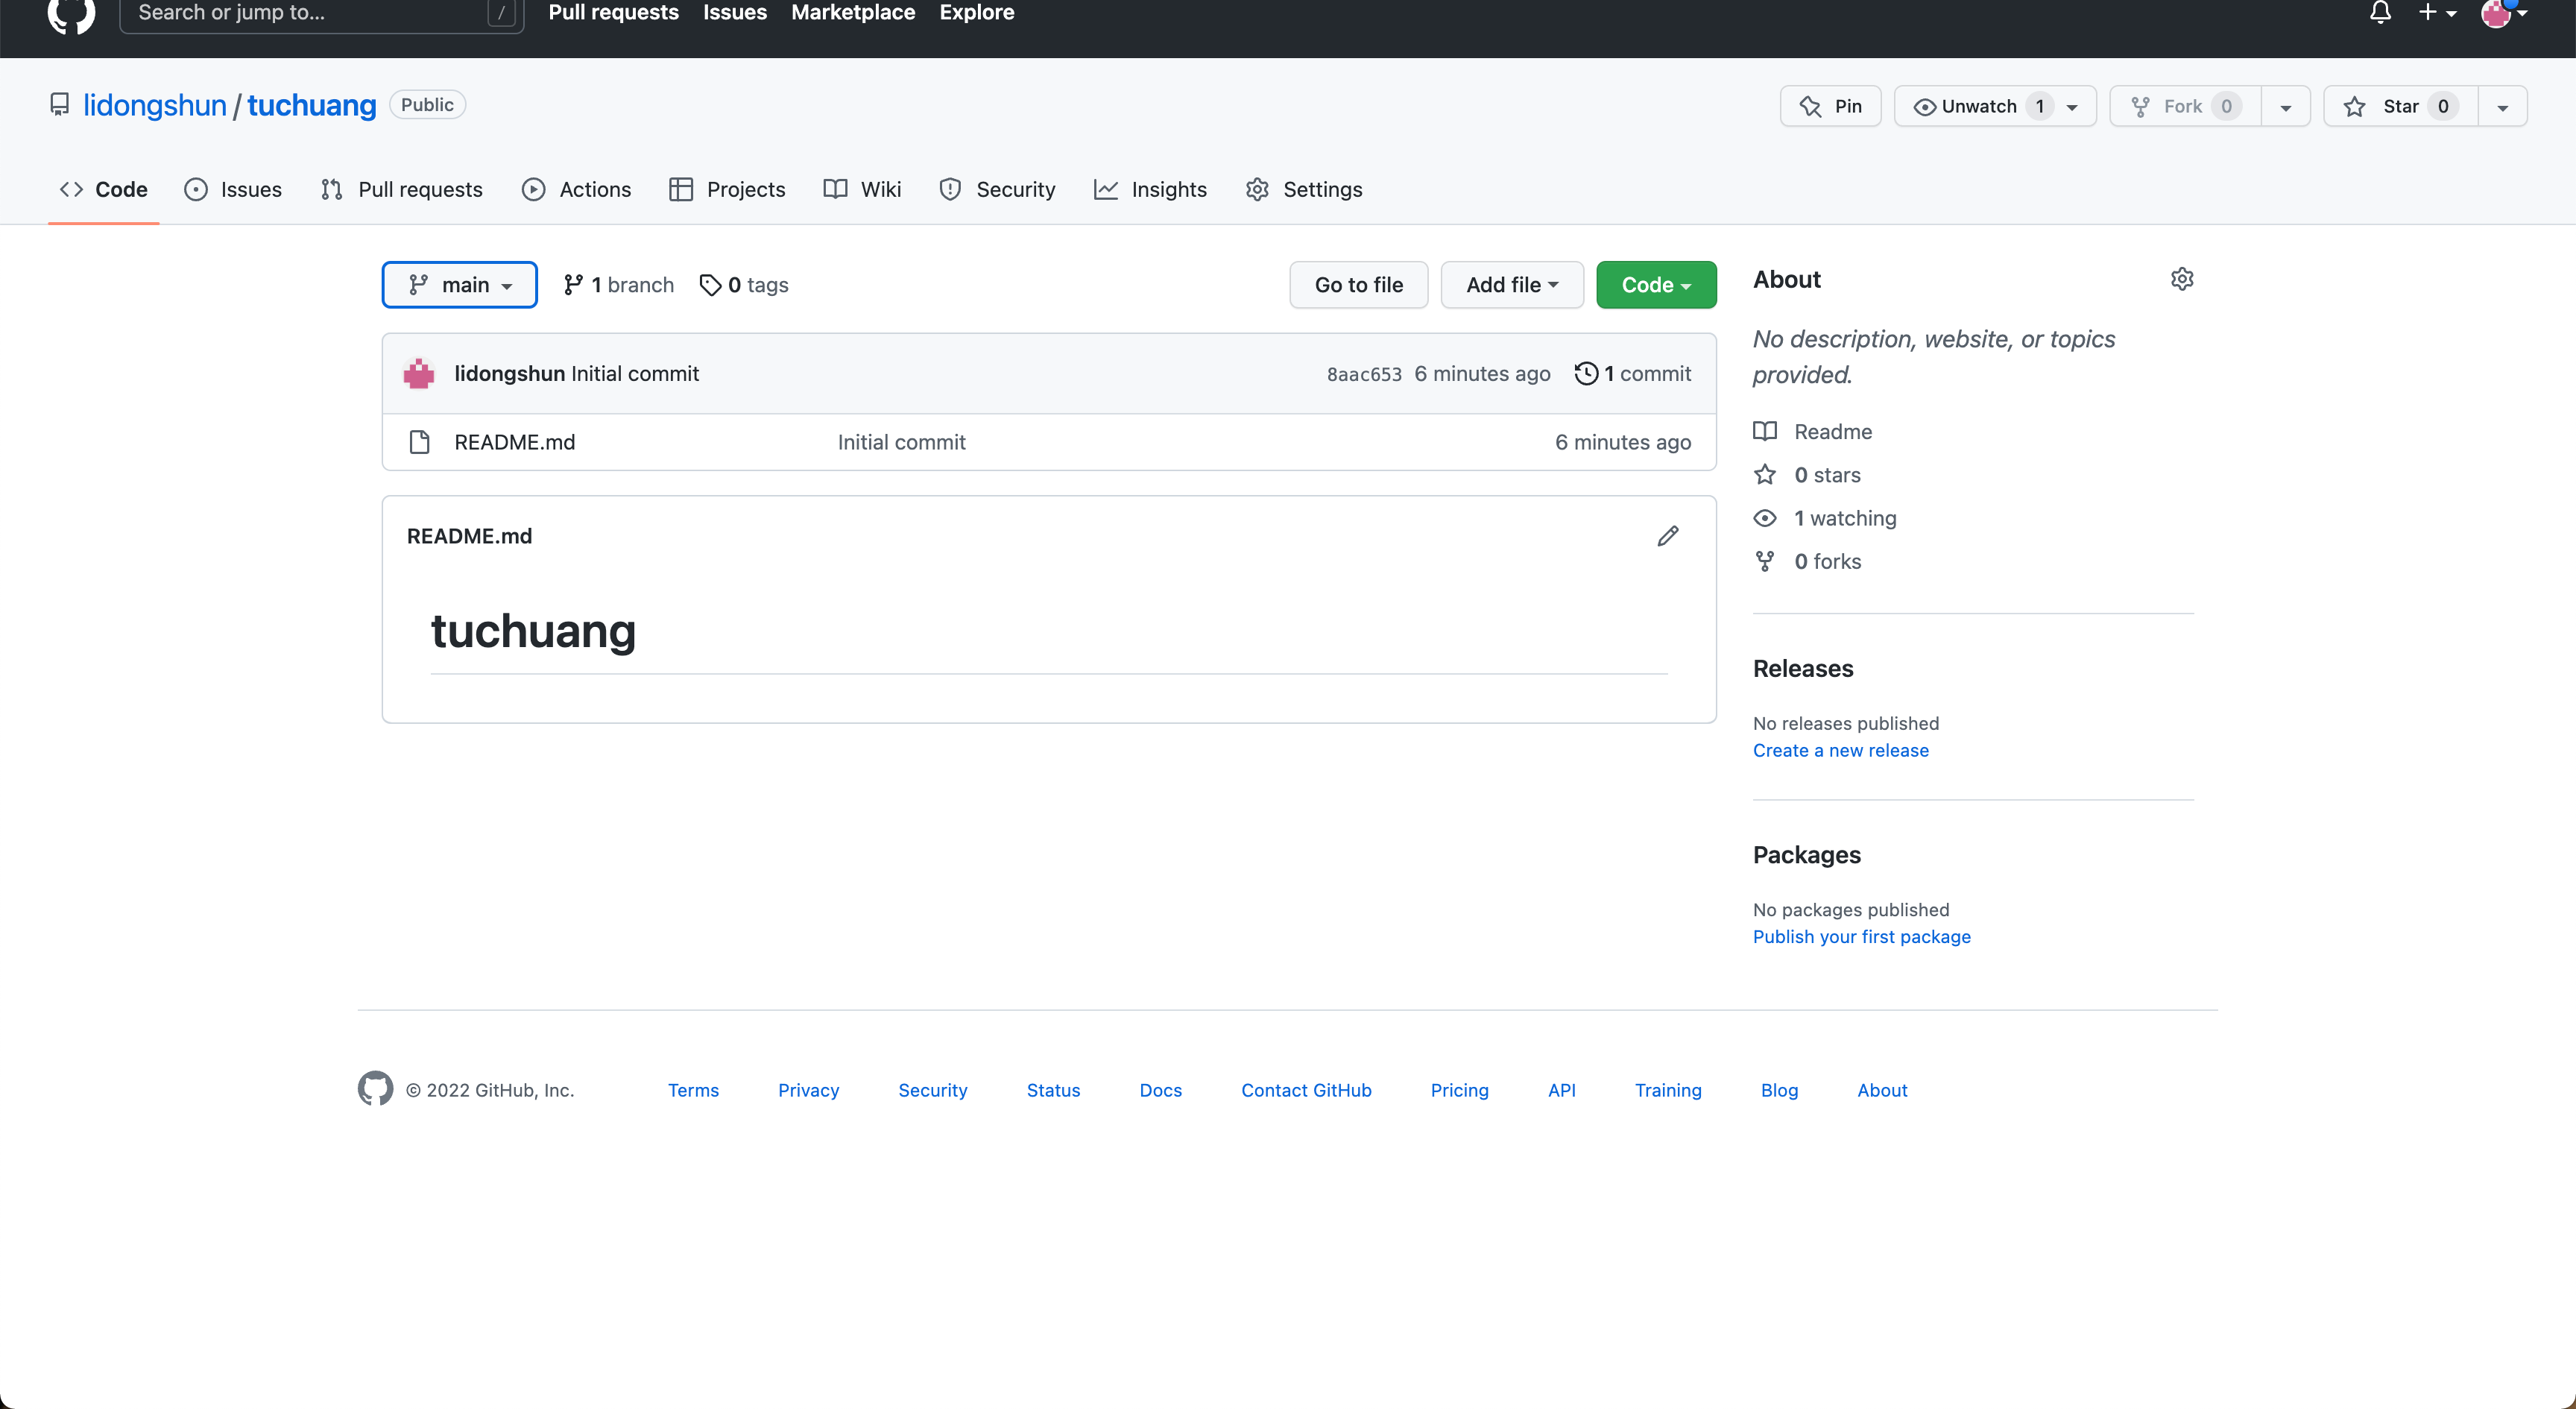 Search or jump to... /
Pull requests Issues Marketplace Explore
lidongshun / tuchuang Public
Pin Unwatch 1 Fork 0 Star 0
Code Issues Pull requests Actions Projects Wiki Security Insights Settings
main 1 branch 0 tags Go to file Add file Code
lidongshun Initial commit 8aac653 6 minutes ago 1 commit
README.md Initial commit 6 minutes ago
README.md
tuchuang
About
No description, website, or topics
provided.
Readme
0 stars
1 watching
0 forks
Releases
No releases published
Create a new release
Packages
No packages published
Publish your first package
© 2022 GitHub, Inc. Terms Privacy Security Status Docs Contact GitHub Pricing API Training Blog About